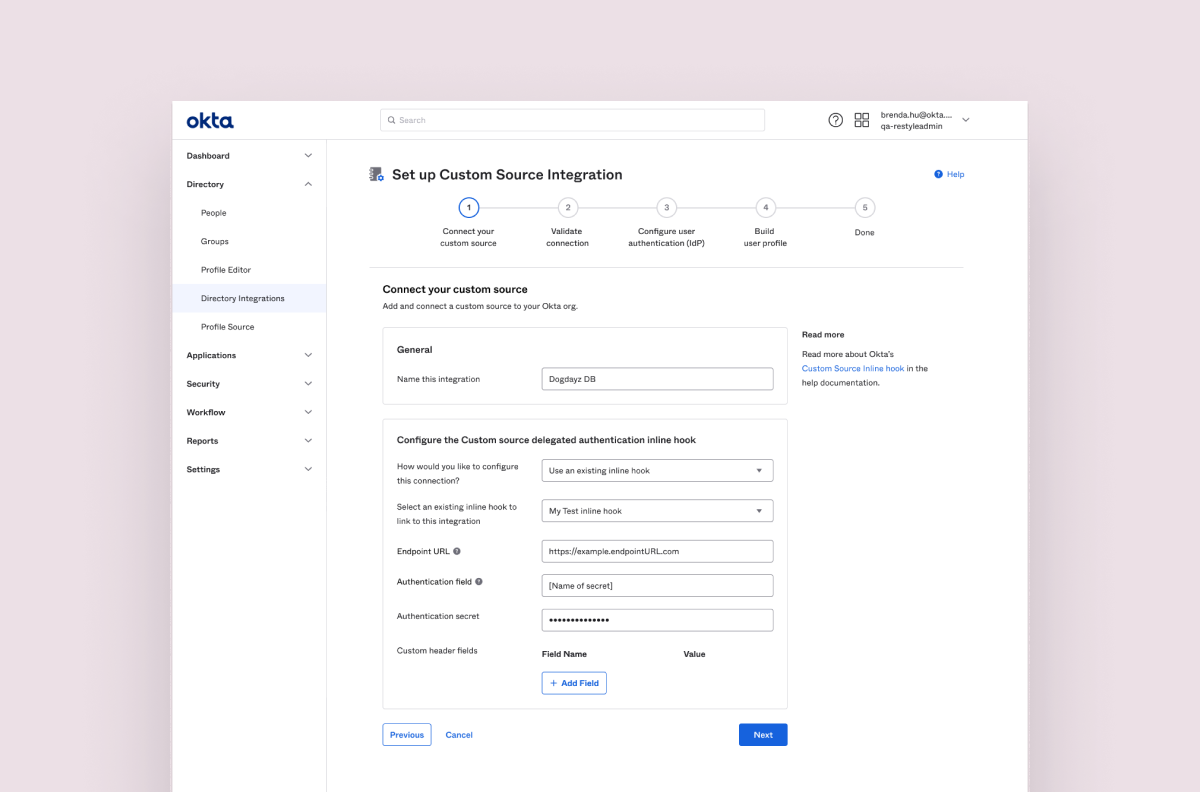 okta
Search
brenda.hu@okta....
qa-restyleadmin
Dashboard
Directory
People
Groups
Profile Editor
Directory Integrations
Profile Source
Applications
Security
Workflow
Reports
Settings
Set up Custom Source Integration
? Help
1
2
3
4
5
Connect your
custom source
Validate
connection
Configure user
authentication (IdP)
Build
user profile
Done
Connect your custom source
Add and connect a custom source to your Okta org.
General
Name this integration
Dogdayz DB
Read more
Read more about Okta's
Custom Source Inline hook in the
help documentation.
Configure the Custom source delegated authentication inline hook
How would you like to configure
this connection?
Use an existing inline hook
Select an existing inline hook to
link to this integration
My Test inline hook
Endpoint URL ?
https://example.endpointURL.com
Authentication field ?
[Name of secret]
Authentication secret
••••••••••••••
Custom header fields
Field Name Value
+ Add Field
Previous
Cancel
Next